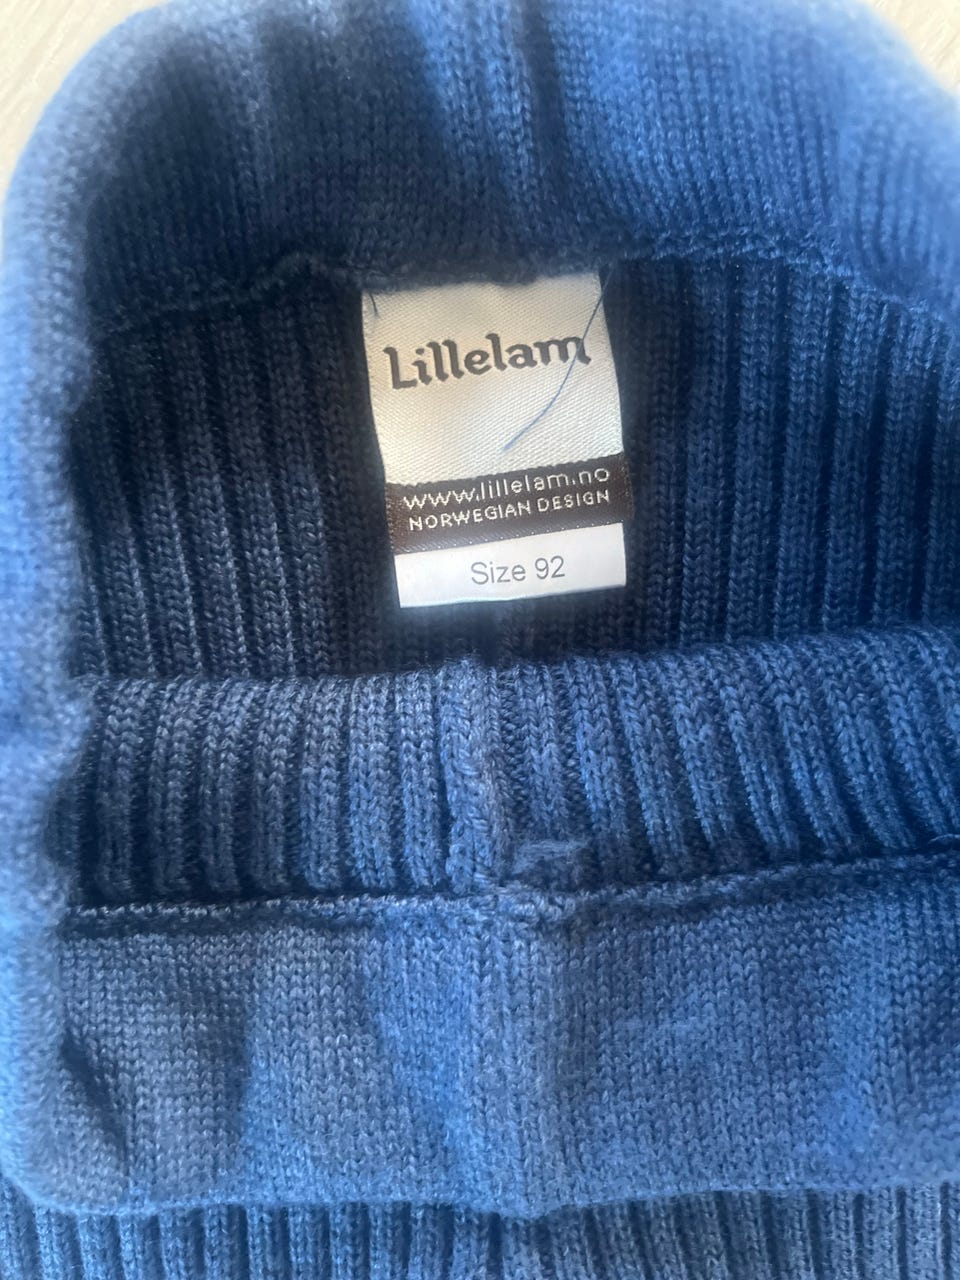 Lillelam
www.lillelam.no
NORWEGIAN DESIGN
Size 92